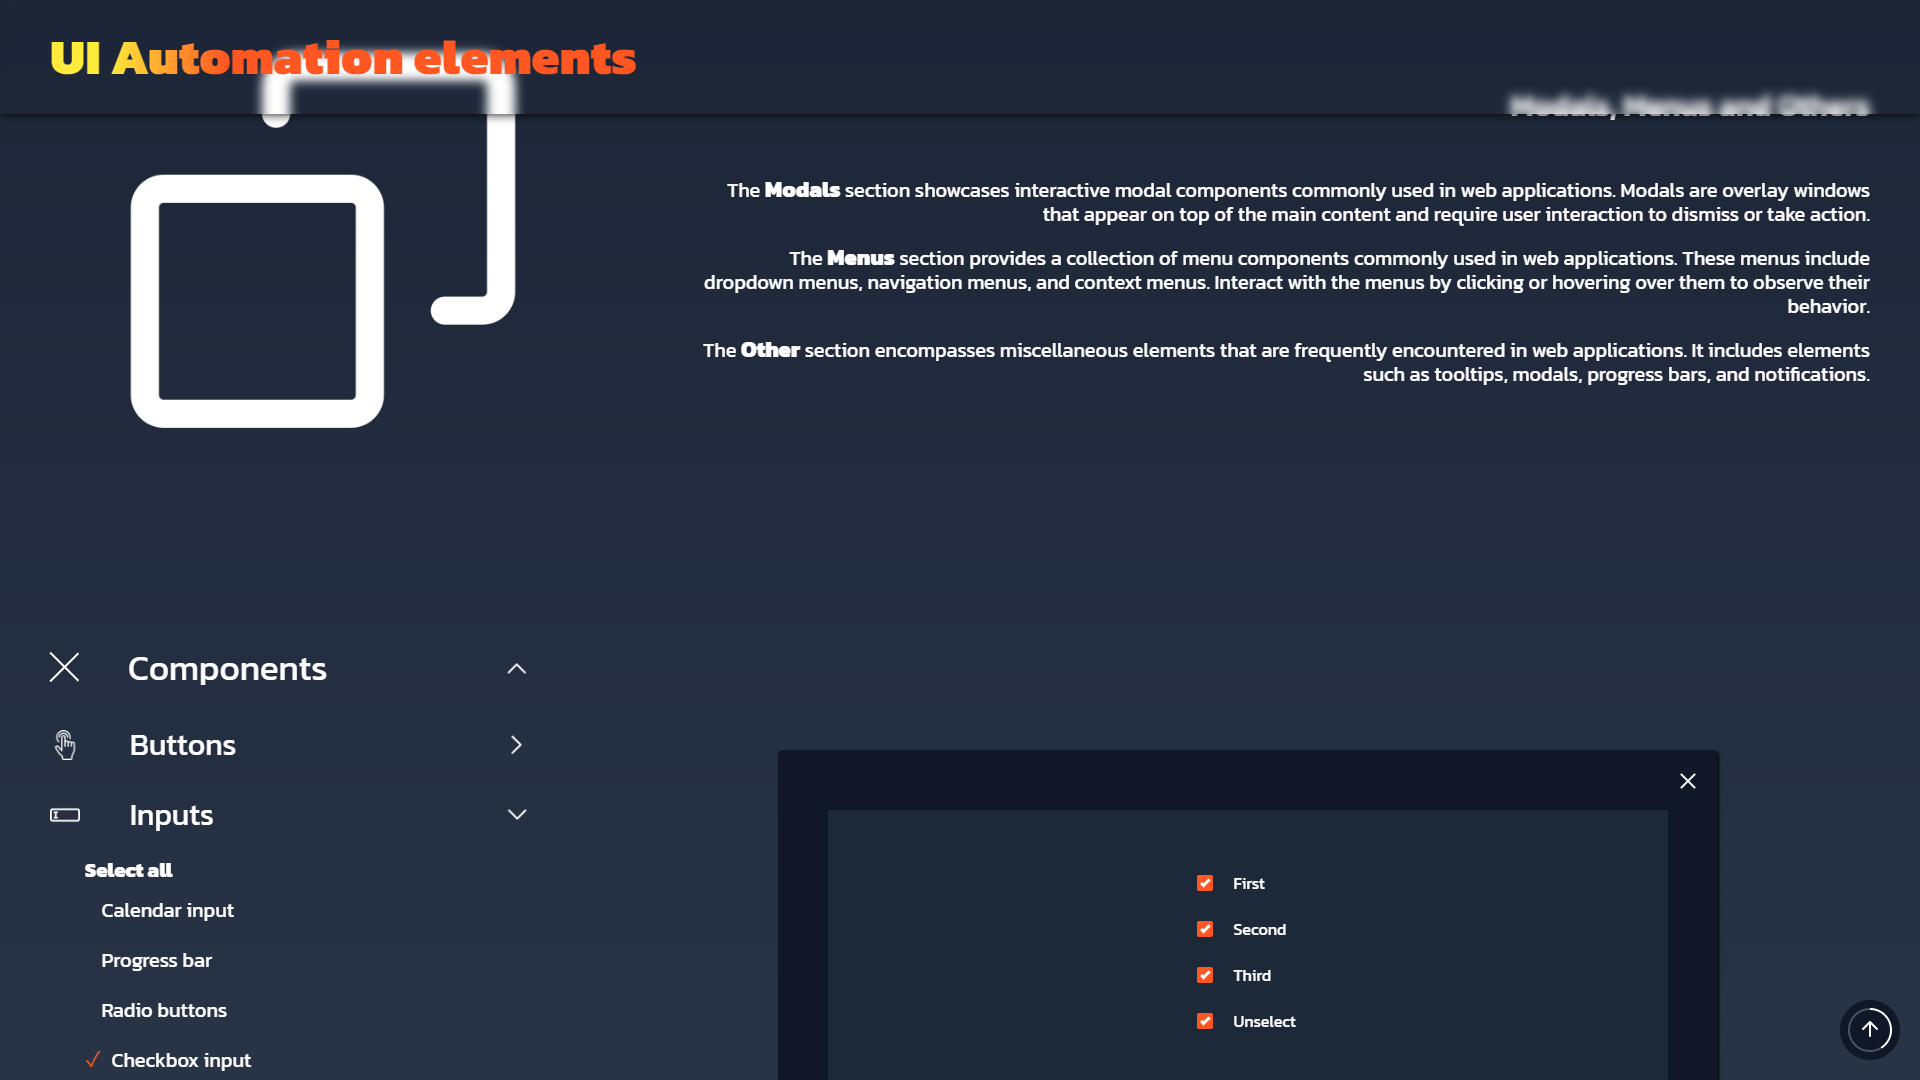 UI Automation elements
Modals, Menus and Others
The Modals section showcases interactive modal components commonly used in web applications. Modals are overlay windows
that appear on top of the main content and require user interaction to dismiss or take action.
The Menus section provides a collection of menu components commonly used in web applications. These menus include
dropdown menus, navigation menus, and context menus. Interact with the menus by clicking or hovering over them to observe their
behavior.
The Other section encompasses miscellaneous elements that are frequently encountered in web applications. It includes elements
such as tooltips, modals, progress bars, and notifications.
Components
Buttons
Inputs
Select all
Calendar input
Progress bar
Radio buttons
Checkbox input
First
Second
Third
Unselect